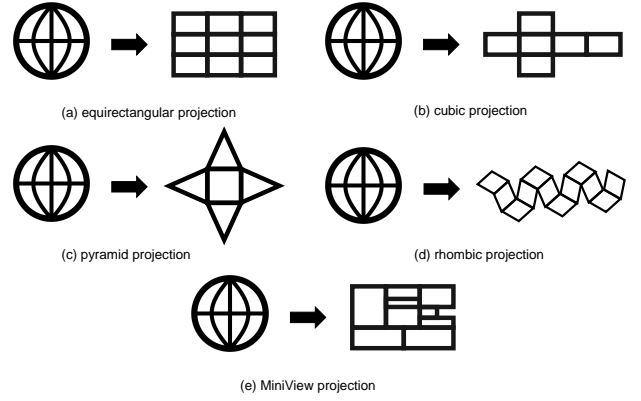 (a) equirectangular projection
(b) cubic projection
(c) pyramid projection
(d) rhombic projection
(e) MiniView projection